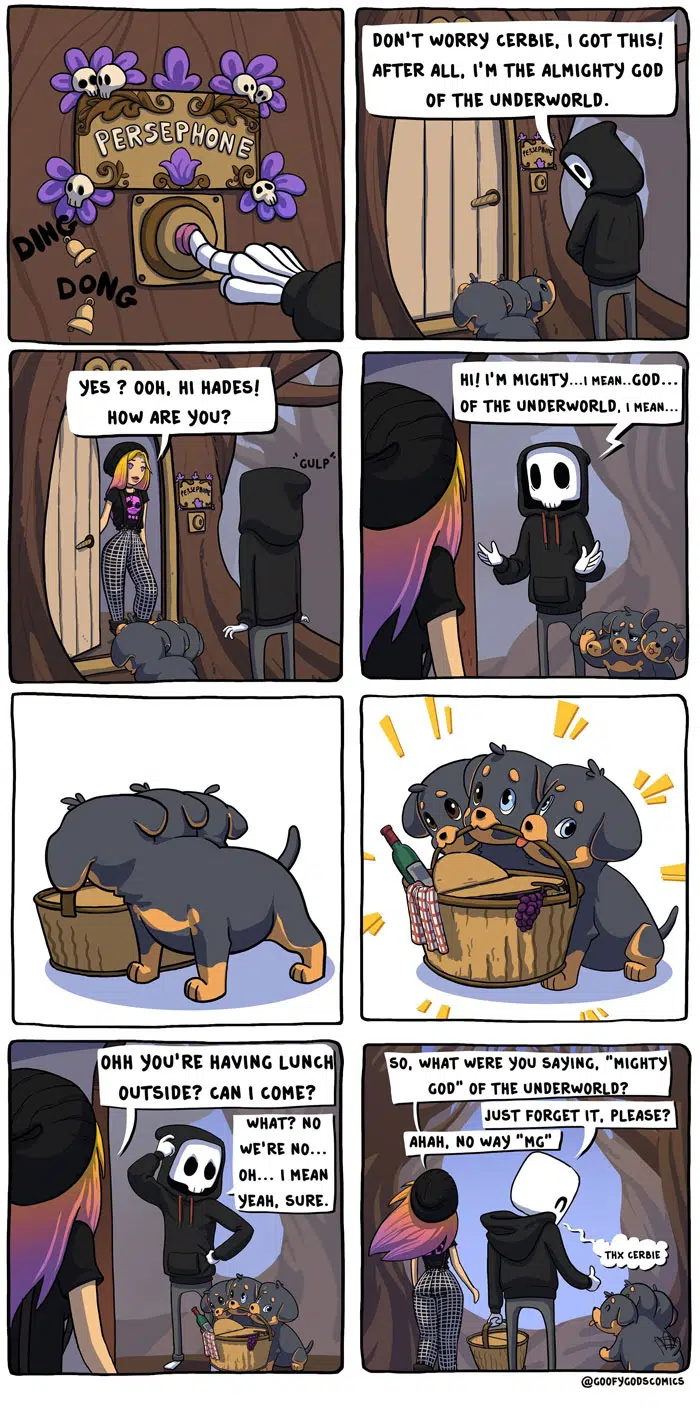 PERSEPHONE
DING
DONG
DON'T WORRY CERBIE, I GOT THIS!
AFTER ALL, I'M THE ALMIGHTY GOD
OF THE UNDERWORLD.
PERSEPHONE
YES ? OOH, HI HADES!
HOW ARE YOU?
PERSEPHONE
"GULP"
HI! I'M MIGHTY...I MEAN..GOD...
OF THE UNDERWORLD, I MEAN...
OHH YOU'RE HAVING LUNCH
OUTSIDE? CAN I COME?
WHAT? NO
WE'RE NO...
OH... I MEAN
YEAH, SURE.
SO, WHAT WERE YOU SAYING, "MIGHTY
GOD" OF THE UNDERWORLD?
JUST FORGET IT, PLEASE?
AHAH, NO WAY "MG"
THX CERBIE
@GOOFYGODSCOMICS